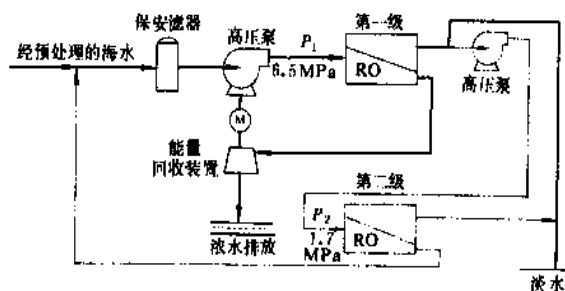 保安滤器
高压泵
第一级
经预处理的海水
P₁
6.5MPa
RO
高压泵
M
能量
回收装置
第二级
P₂
1.7
MPa
RO
浓水排放
淡水